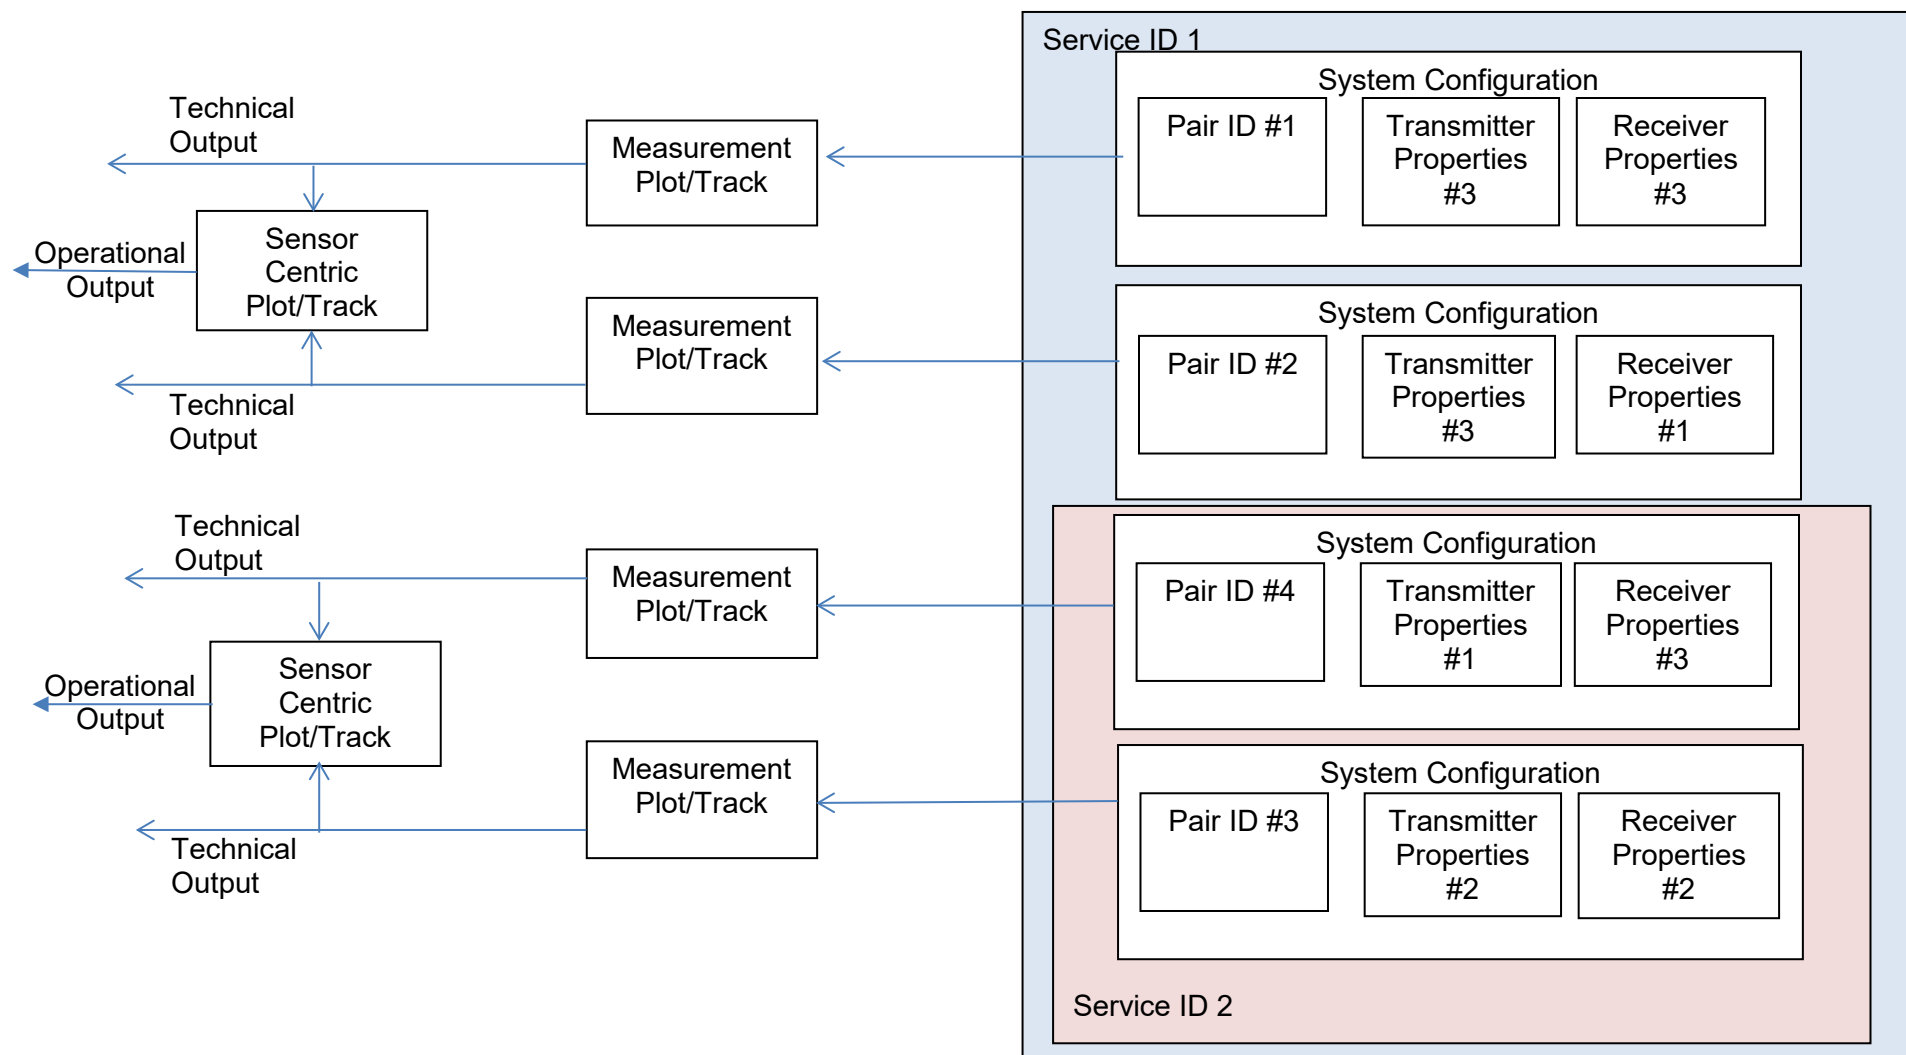 Service ID 1
System Configuration
Pair ID #1
Transmitter
Properties
#3
Receiver
Properties
#3
Technical
Output
Measurement
Plot/Track
Sensor
Centric
Plot/Track
Operational
Output
System Configuration
Pair ID #2
Transmitter
Properties
#3
Receiver
Properties
#1
Measurement
Plot/Track
Technical
Output
System Configuration
Pair ID #4
Transmitter
Properties
#1
Receiver
Properties
#3
Technical
Output
Measurement
Plot/Track
Sensor
Centric
Plot/Track
Operational
Output
System Configuration
Pair ID #3
Transmitter
Properties
#2
Receiver
Properties
#2
Measurement
Plot/Track
Technical
Output
Service ID 2